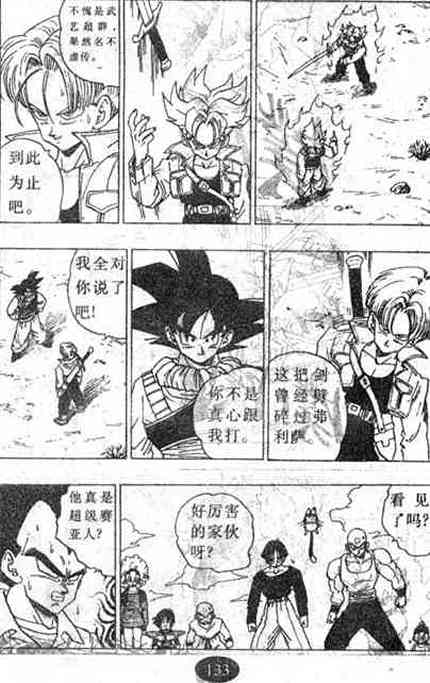 不愧是武
艺超群，
果然名不
虚传。
到此
为止
吧。
这把剑
曾经劈
碎过弗
利萨。
你不是
真心跟
我打。
我全对
你说了
吧！
看见
了吗？
好厉害
的家伙
呀？
他真是
超级赛
亚人？
133